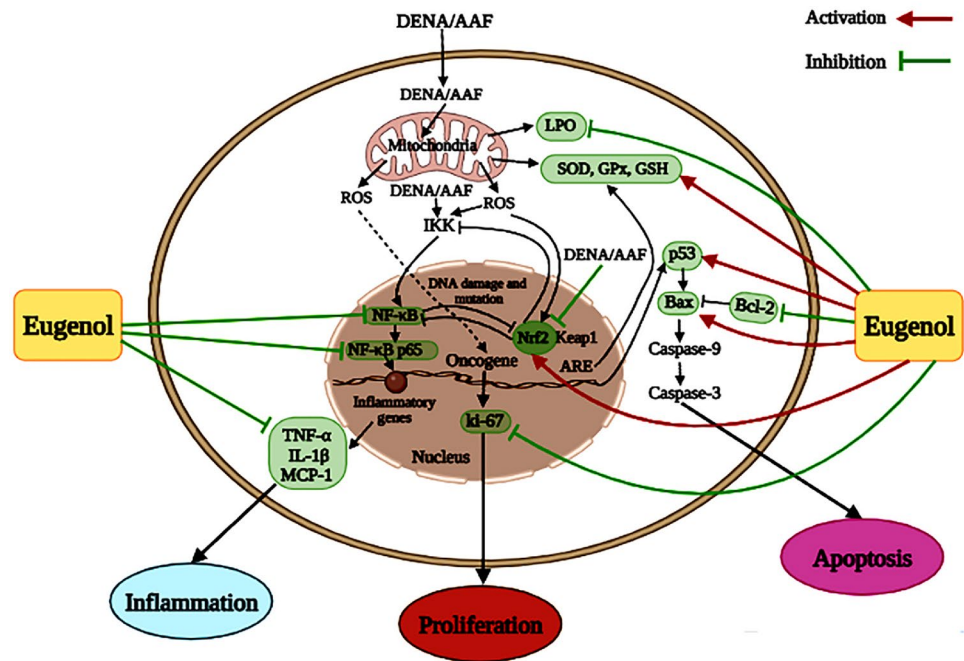 DENA/AAF
Activation
Inhibition
DENA/AAF
LPO
Mitochondria
SOD, GPx, GSH
ROS
DENA/AAF
ROS
IKK
DENA/AAF
p53
DNA damage and
mutation
Eugenol
NF-κB
Nrf2
Keap1
Bax
Bcl-2
Eugenol
NF-κB p65
Oncogene
ARE
Caspase-9
Inflammatory
genes
Caspase-3
ki-67
TNF-α
IL-1β
MCP-1
Nucleus
Apoptosis
Inflammation
Proliferation